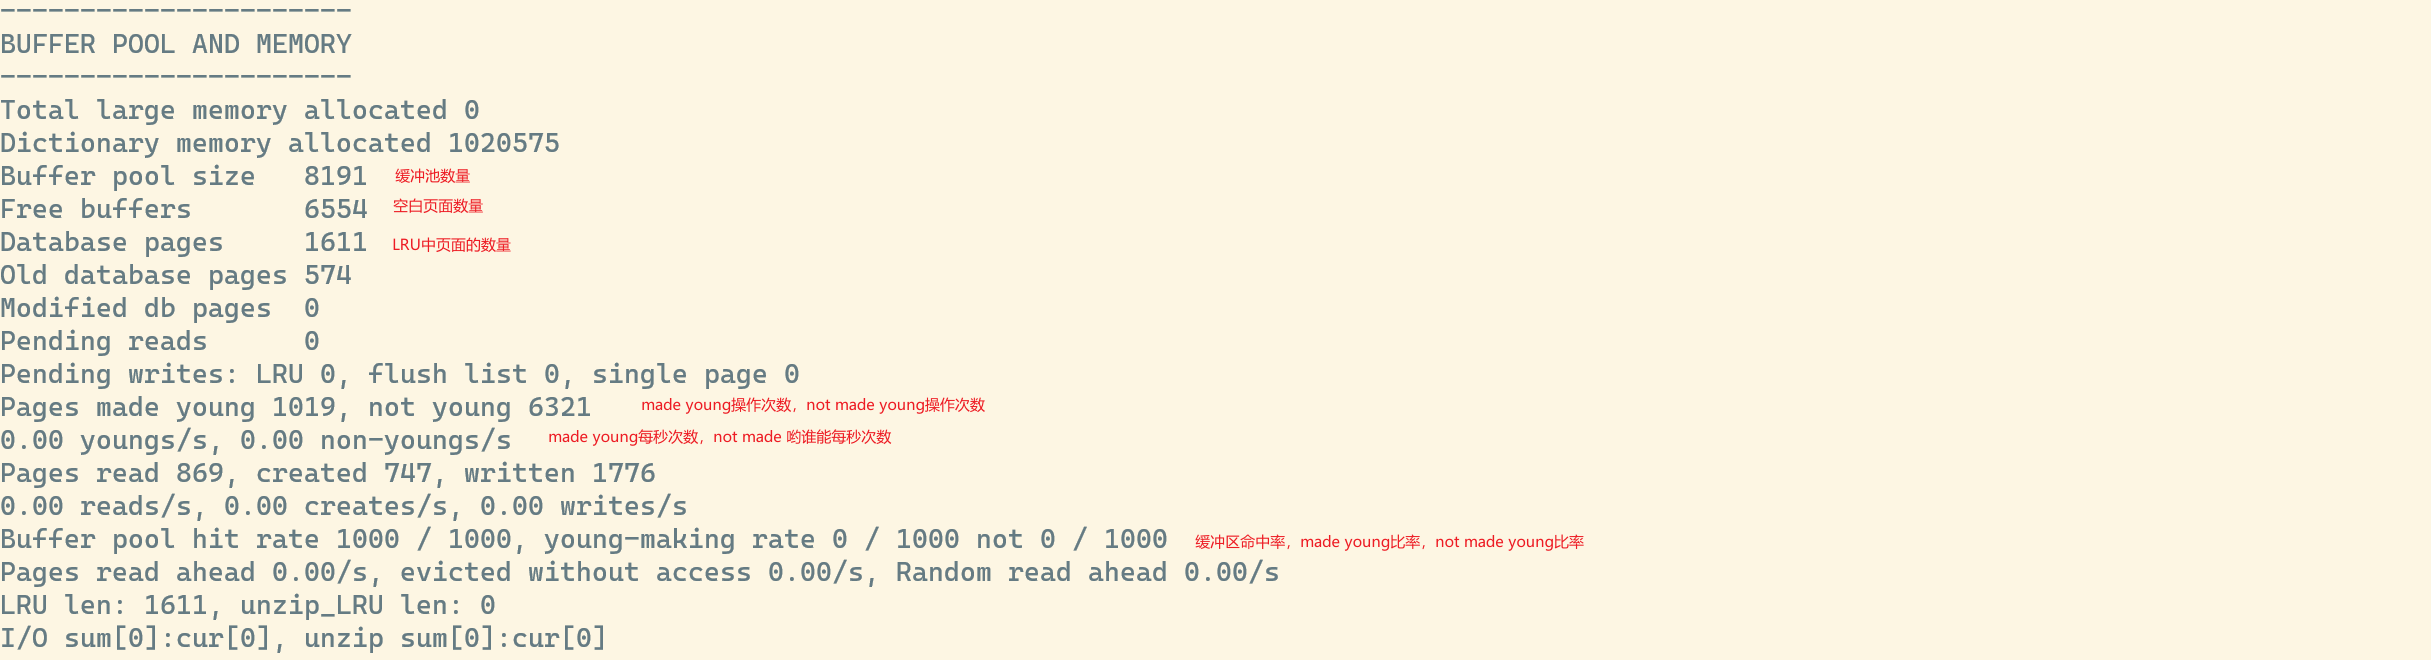 ----------------------
BUFFER POOL AND MEMORY
----------------------
Total large memory allocated 0
Dictionary memory allocated 1020575
Buffer pool size   8191 缓冲池数量
Free buffers       6554 空白页面数量
Database pages     1611 LRU中页面的数量
Old database pages 574
Modified db pages  0
Pending reads      0
Pending writes: LRU 0, flush list 0, single page 0
Pages made young 1019, not young 6321 made young操作次数，not made young操作次数
0.00 youngs/s, 0.00 non-youngs/s made young每秒次数，not made 哟谁能每秒次数
Pages read 869, created 747, written 1776
0.00 reads/s, 0.00 creates/s, 0.00 writes/s
Buffer pool hit rate 1000 / 1000, young-making rate 0 / 1000 not 0 / 1000 缓冲区命中率，made young比率，not made young比率
Pages read ahead 0.00/s, evicted without access 0.00/s, Random read ahead 0.00/s
LRU len: 1611, unzip_LRU len: 0
I/O sum[0]:cur[0], unzip sum[0]:cur[0]